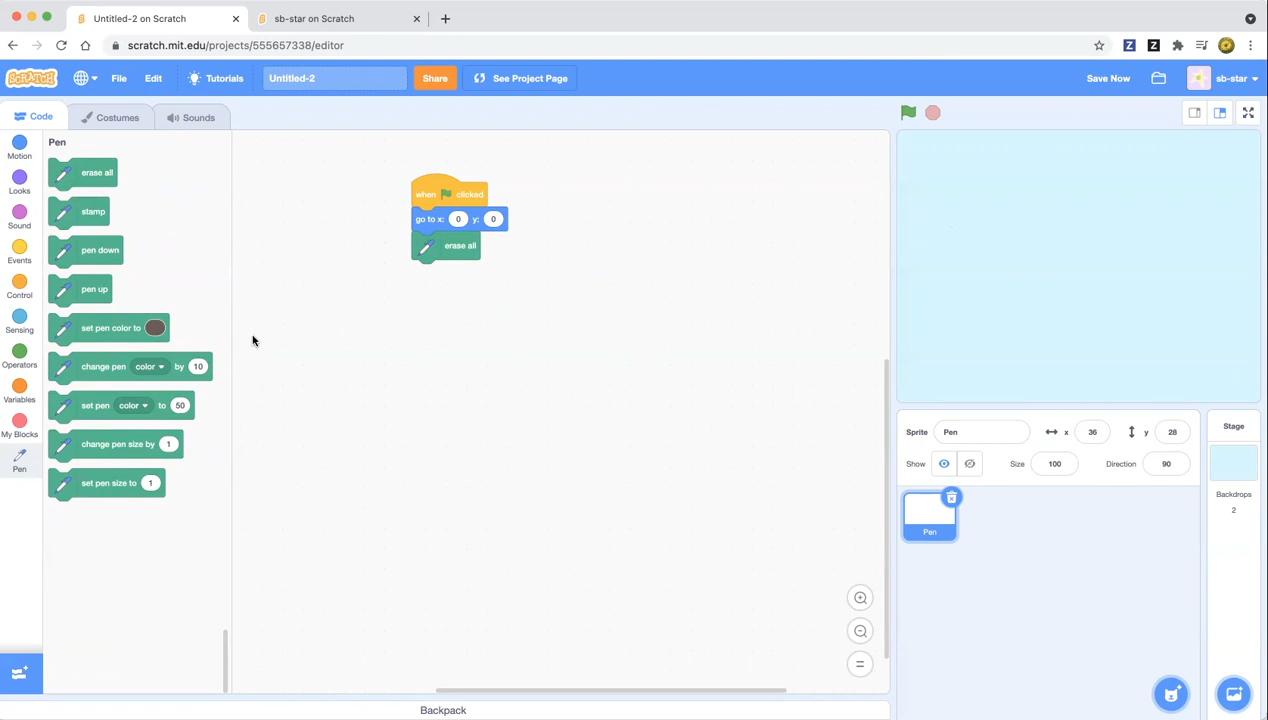 Untitled-2 on Scratch
sb-star on Scratch
scratch.mit.edu/projects/555657338/editor
SCRATCH
File
Edit
Tutorials
Untitled-2
Share
See Project Page
Save Now
sb-star
Code
Costumes
Sounds
Motion
Looks
Sound
Events
Control
Sensing
Operators
Variables
My Blocks
Pen
Pen
erase all
stamp
pen down
pen up
set pen color to
change pen color by 10
set pen color to 50
change pen size by 1
set pen size to 1
when clicked
go to x: 0 y: 0
erase all
Sprite Pen x 36 y 28
Show Size 100 Direction 90
Pen
Stage
Backdrops
2
Backpack